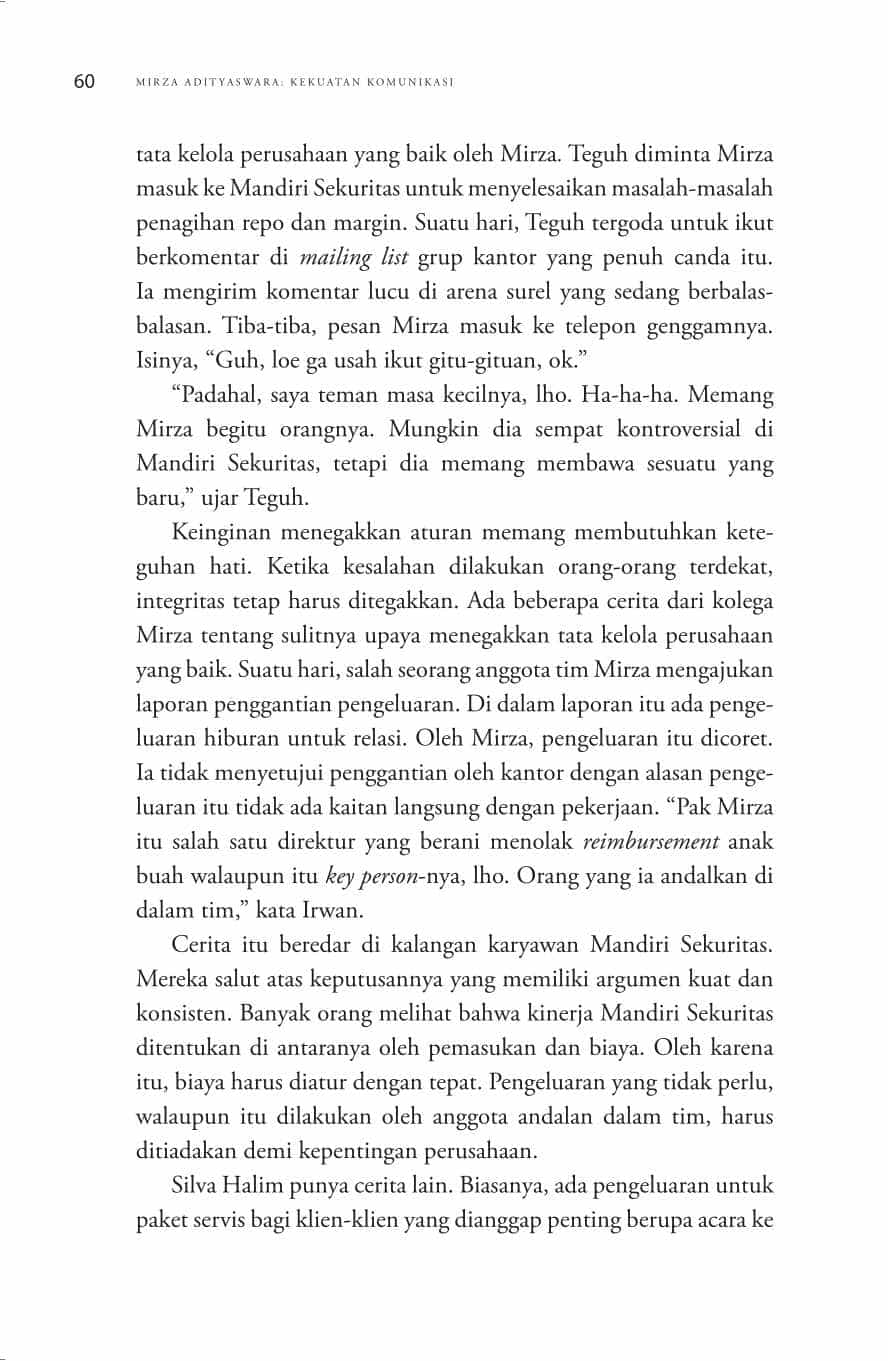 60 MIRZA ADITYASWARA: KEKUATAN KOMUNIKASI
tata kelola perusahaan yang baik oleh Mirza. Teguh diminta Mirza
masuk ke Mandiri Sekuritas untuk menyelesaikan masalah-masalah
penagihan repo dan margin. Suatu hari, Teguh tergoda untuk ikut
berkomentar di mailing list grup kantor yang penuh canda itu.
Ia mengirim komentar lucu di arena surel yang sedang berbalas-
balasan. Tiba-tiba, pesan Mirza masuk ke telepon genggamnya.
Isinya, “Guh, loe ga usah ikut gitu-gituan, ok.”
“Padahal, saya teman masa kecilnya, lho. Ha-ha-ha. Memang
Mirza begitu orangnya. Mungkin dia sempat kontroversial di
Mandiri Sekuritas, tetapi dia memang membawa sesuatu yang
baru,” ujar Teguh.
Keinginan menegakkan aturan memang membutuhkan kete-
guhan hati. Ketika kesalahan dilakukan orang-orang terdekat,
integritas tetap harus ditegakkan. Ada beberapa cerita dari kolega
Mirza tentang sulitnya upaya menegakkan tata kelola perusahaan
yang baik. Suatu hari, salah seorang anggota tim Mirza mengajukan
laporan penggantian pengeluaran. Di dalam laporan itu ada penge-
luaran hiburan untuk relasi. Oleh Mirza, pengeluaran itu dicoret.
Ia tidak menyetujui penggantian oleh kantor dengan alasan penge-
luaran itu tidak ada kaitan langsung dengan pekerjaan. “Pak Mirza
itu salah satu direktur yang berani menolak reimbursement anak
buah walaupun itu key person-nya, lho. Orang yang ia andalkan di
dalam tim,” kata Irwan.
Cerita itu beredar di kalangan karyawan Mandiri Sekuritas.
Mereka salut atas keputusannya yang memiliki argumen kuat dan
konsisten. Banyak orang melihat bahwa kinerja Mandiri Sekuritas
ditentukan di antaranya oleh pemasukan dan biaya. Oleh karena
itu, biaya harus diatur dengan tepat. Pengeluaran yang tidak perlu,
walaupun itu dilakukan oleh anggota andalan dalam tim, harus
ditiadakan demi kepentingan perusahaan.
Silva Halim punya cerita lain. Biasanya, ada pengeluaran untuk
paket servis bagi klien-klien yang dianggap penting berupa acara ke